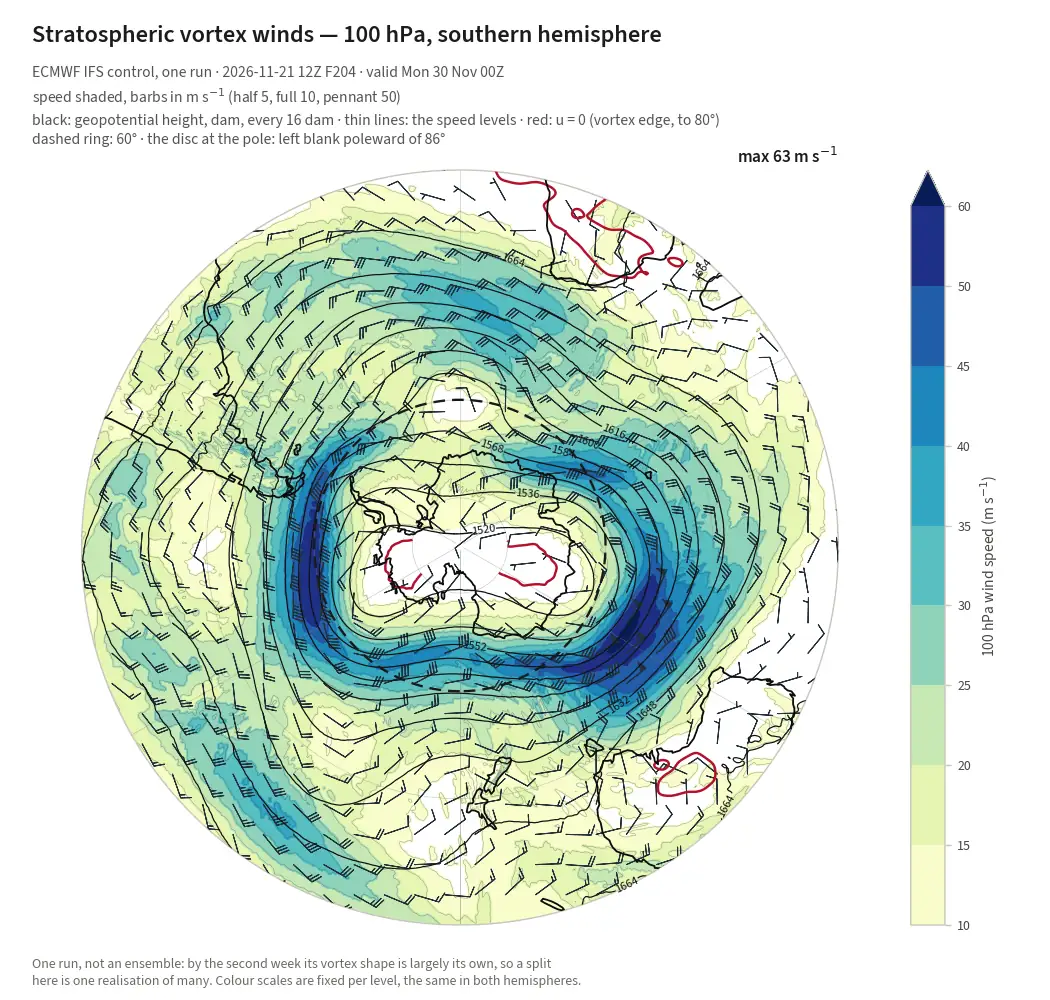 Stratospheric vortex winds — 100 hPa, southern hemisphere
ECMWF IFS control, one run · 2026-11-21 12Z F204 · valid Mon 30 Nov 00Z
speed shaded, barbs in m s⁻¹ (half 5, full 10, pennant 50)
black: geopotential height, dam, every 16 dam · thin lines: the speed levels · red: u = 0 (vortex edge, to 80°)
dashed ring: 60° · the disc at the pole: left blank poleward of 86°
max 63 m s⁻¹
1664
1664
1616
1600
1584
1568
1536
1520
1552
1632
1648
1664
1664
60
50
45
40
35
30
25
20
15
10
100 hPa wind speed (m s⁻¹)
One run, not an ensemble: by the second week its vortex shape is largely its own, so a split
here is one realisation of many. Colour scales are fixed per level, the same in both hemispheres.